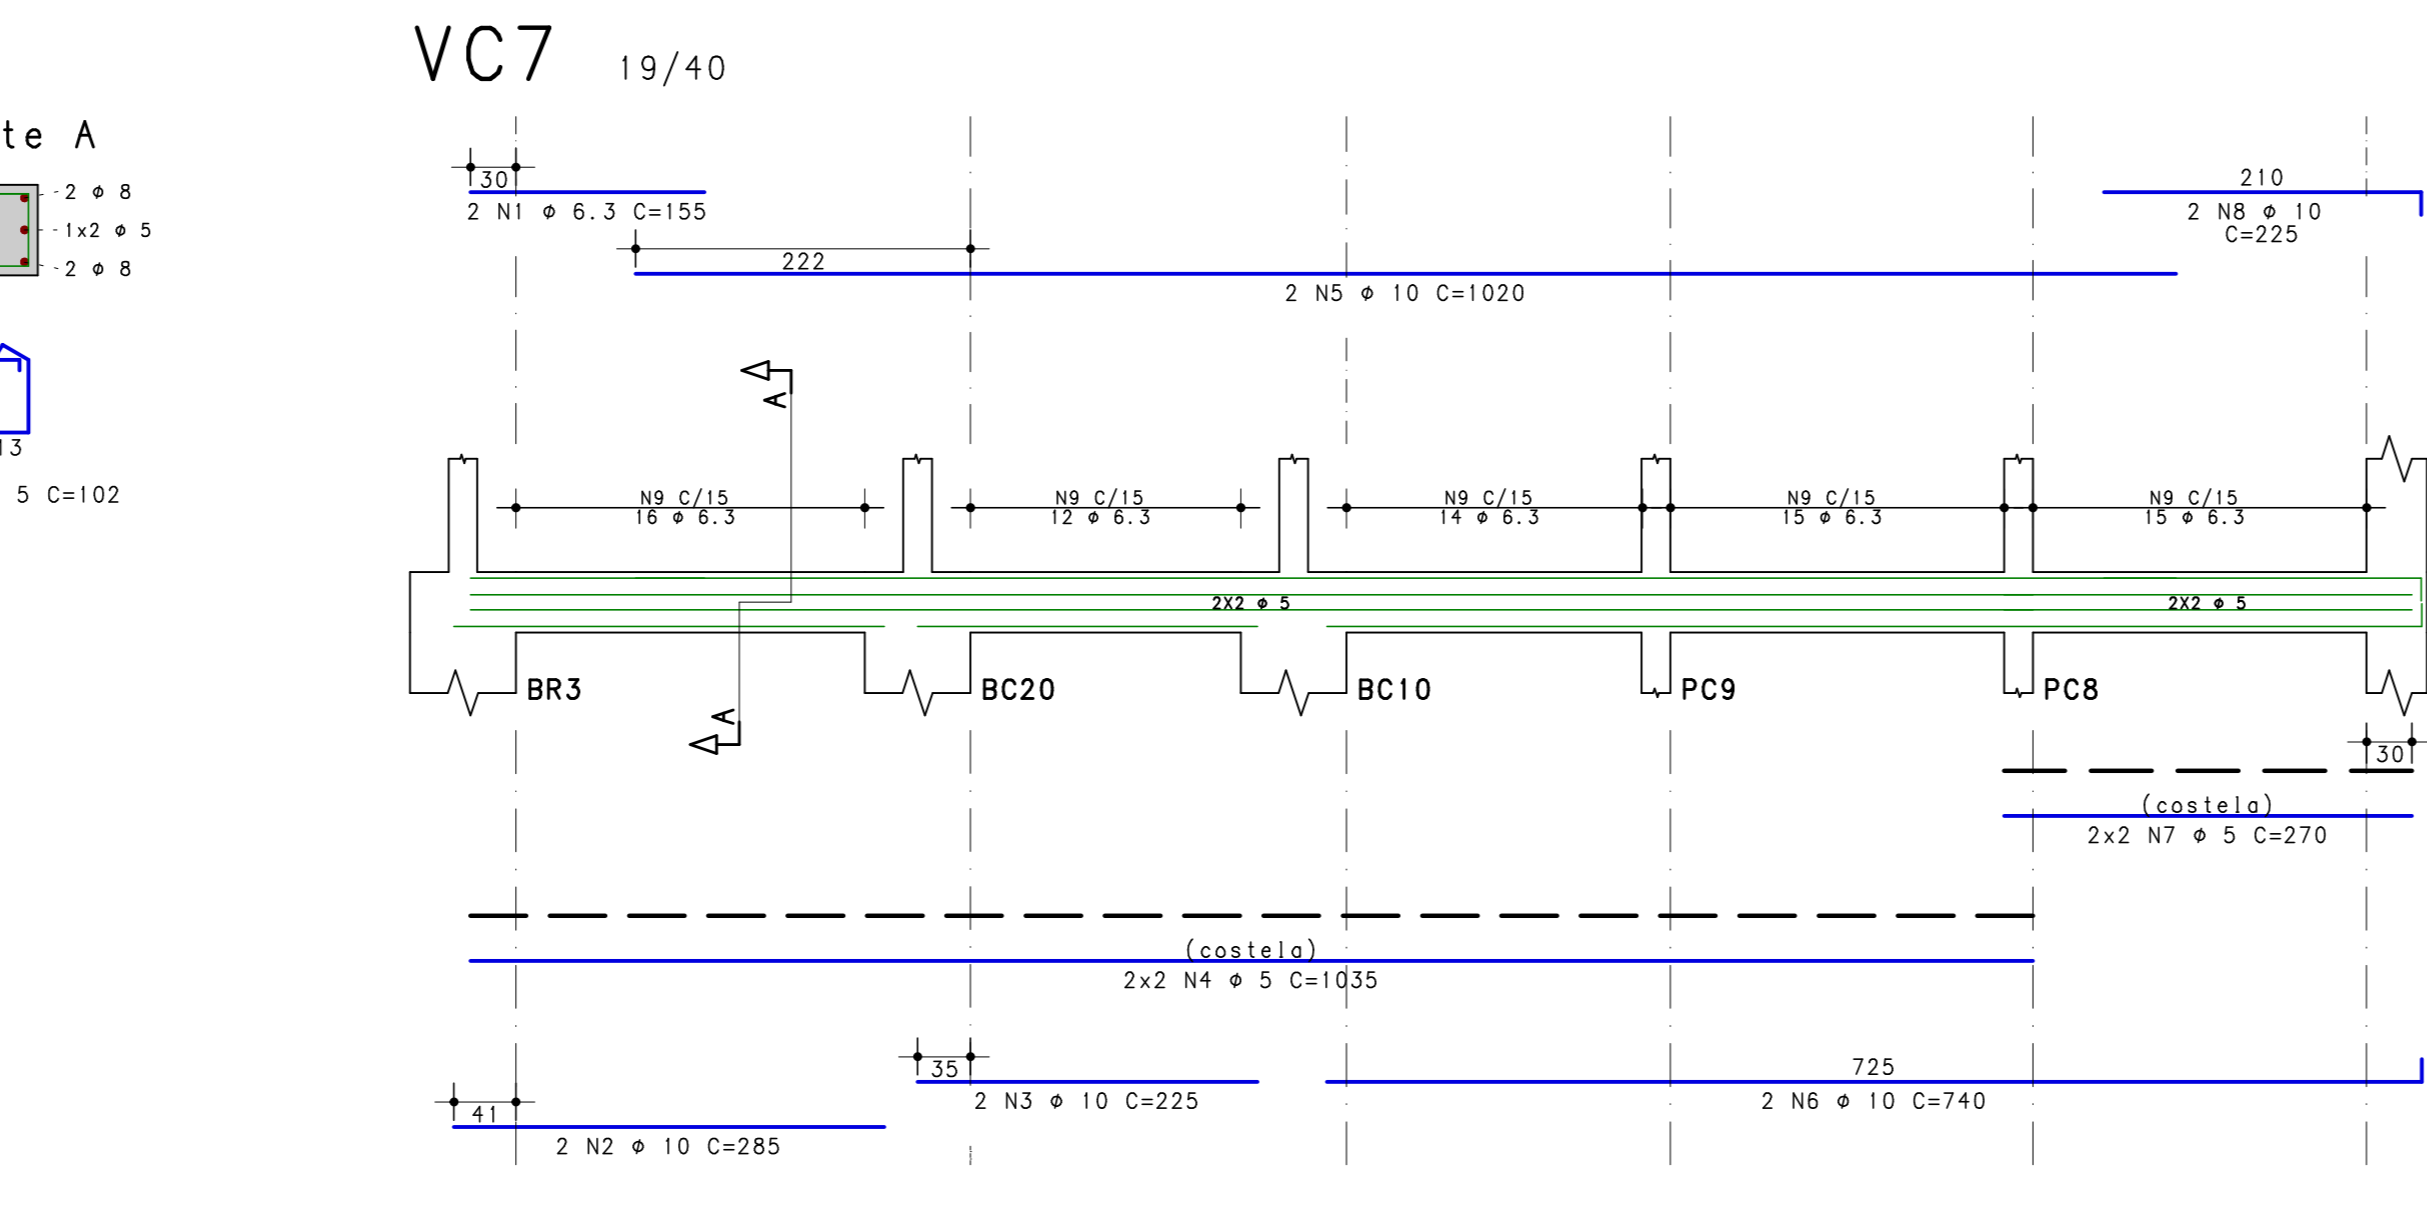 VC7 19/40
te A
2 ø 8
1x2 ø 5
2 ø 8
13
5 C=102
30
2 N1 ø 6.3 C=155
222
2 N5 ø 10 C=1020
210
2 N8 ø 10
C=225
A
N9 C/15
16 ø 6.3
N9 C/15
12 ø 6.3
N9 C/15
14 ø 6.3
N9 C/15
15 ø 6.3
N9 C/15
15 ø 6.3
2X2 ø 5
2X2 ø 5
BR3
BC20
BC10
PC9
PC8
A
30
(costela)
2x2 N7 ø 5 C=270
(costela)
2x2 N4 ø 5 C=1035
35
2 N3 ø 10 C=225
725
2 N6 ø 10 C=740
41
2 N2 ø 10 C=285